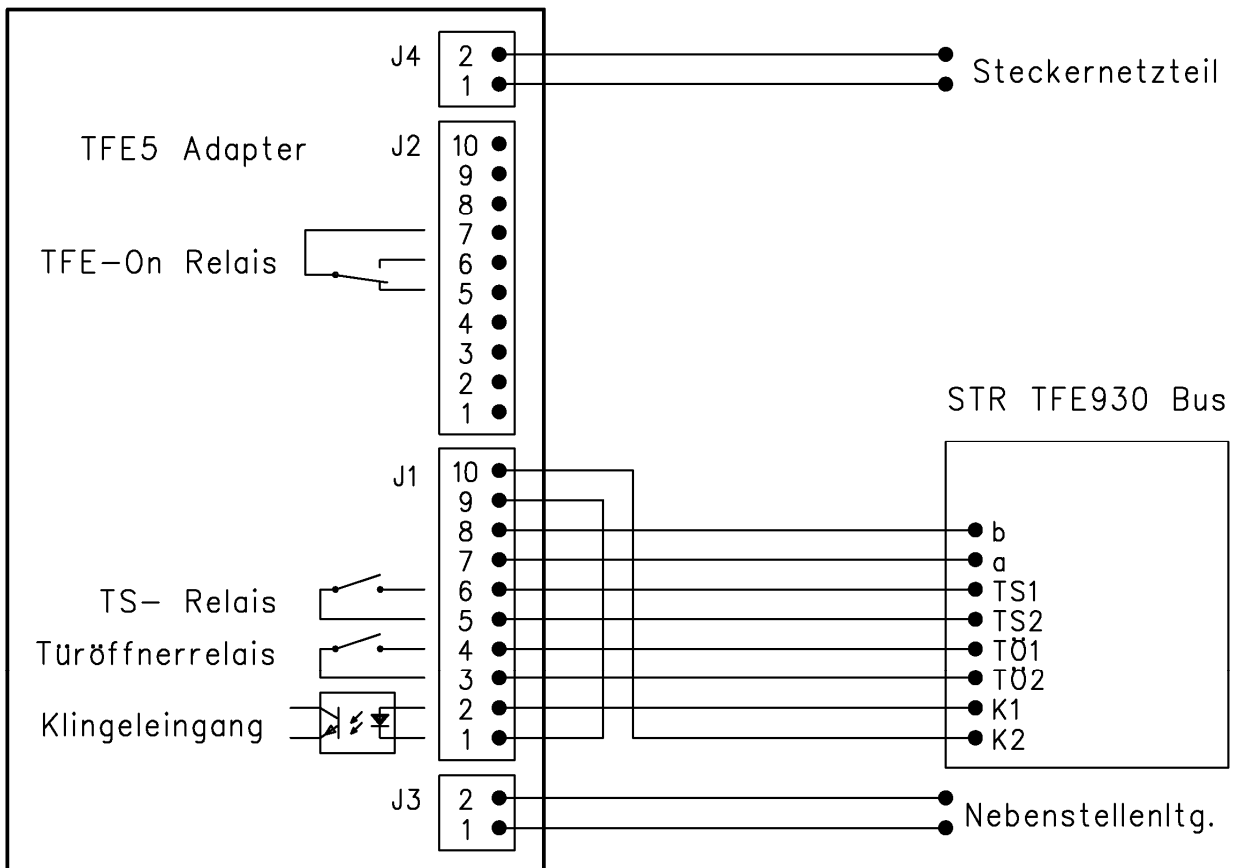 J4
2
1
Steckernetzteil
TFE5 Adapter
J2
10
9
8
7
6
5
4
3
2
1
TFE-On Relais
STR TFE930 Bus
J1
10
9
8
7
6
5
4
3
2
1
b
a
TS1
TS2
TÖ1
TÖ2
K1
K2
TS- Relais
Türöffnerrelais
Klingeleingang
J3
2
1
Nebenstellenltg.